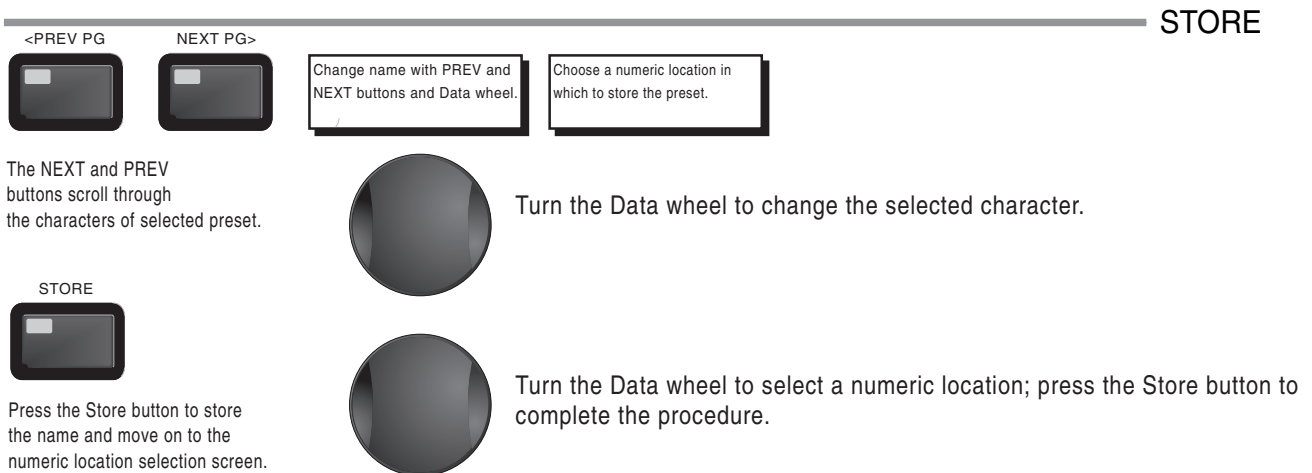 STORE
<PREV PG
NEXT PG>
Change name with PREV and
NEXT buttons and Data wheel.
Choose a numeric location in
which to store the preset.
The NEXT and PREV
buttons scroll through
the characters of selected preset.
Turn the Data wheel to change the selected character.
STORE
Press the Store button to store
the name and move on to the
numeric location selection screen.
Turn the Data wheel to select a numeric location; press the Store button to
complete the procedure.